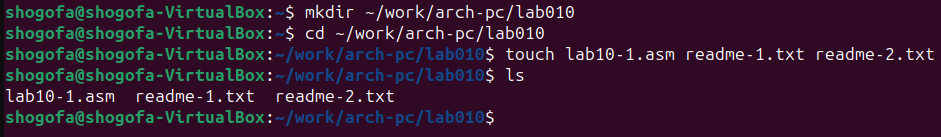 shogofa@shogofa-VirtualBox:~$ mkdir ~/work/arch-pc/lab010
shogofa@shogofa-VirtualBox:~$ cd ~/work/arch-pc/lab010
shogofa@shogofa-VirtualBox:~/work/arch-pc/lab010$ touch lab10-1.asm readme-1.txt readme-2.txt
shogofa@shogofa-VirtualBox:~/work/arch-pc/lab010$ ls
lab10-1.asm  readme-1.txt  readme-2.txt
shogofa@shogofa-VirtualBox:~/work/arch-pc/lab010$